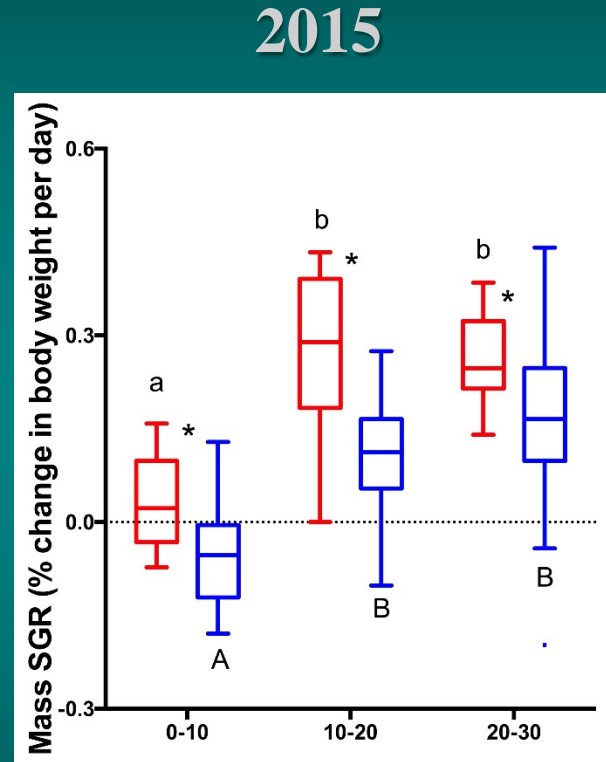 2015
Mass SGR (% change in body weight per day)
0.6
0.3
0.0
-0.3
a
*
A
b
*
B
b
*
B
0-10
10-20
20-30